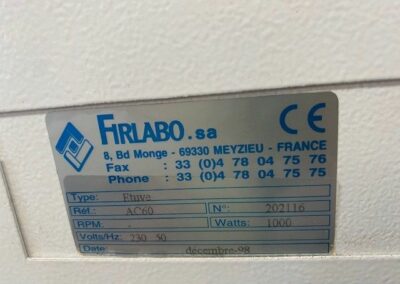 FIRLABO.sa CE
8, Bd Monge - 69330 MEYZIEU - FRANCE
Fax : 33 (0)4 78 04 75 76
Phone : 33 (0)4 78 04 75 75
Type: Etuve
Réf.: AC60 N°: 202116
RPM: - Watts: 1000
Volts/Hz: 230 50
Date: décembre-98